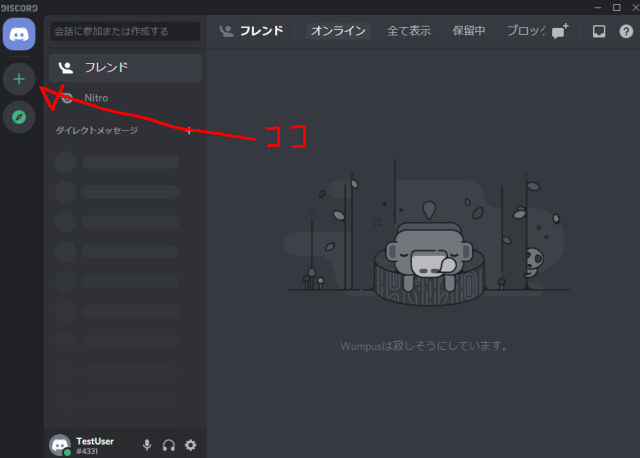 DISCORD
会話に参加または作成する
フレンド
オンライン
全て表示
保留中
ブロック
フレンド
Nitro
ダイレクトメッセージ
ココ
Wumpusは寂しそうにしています。
TestUser
#4331